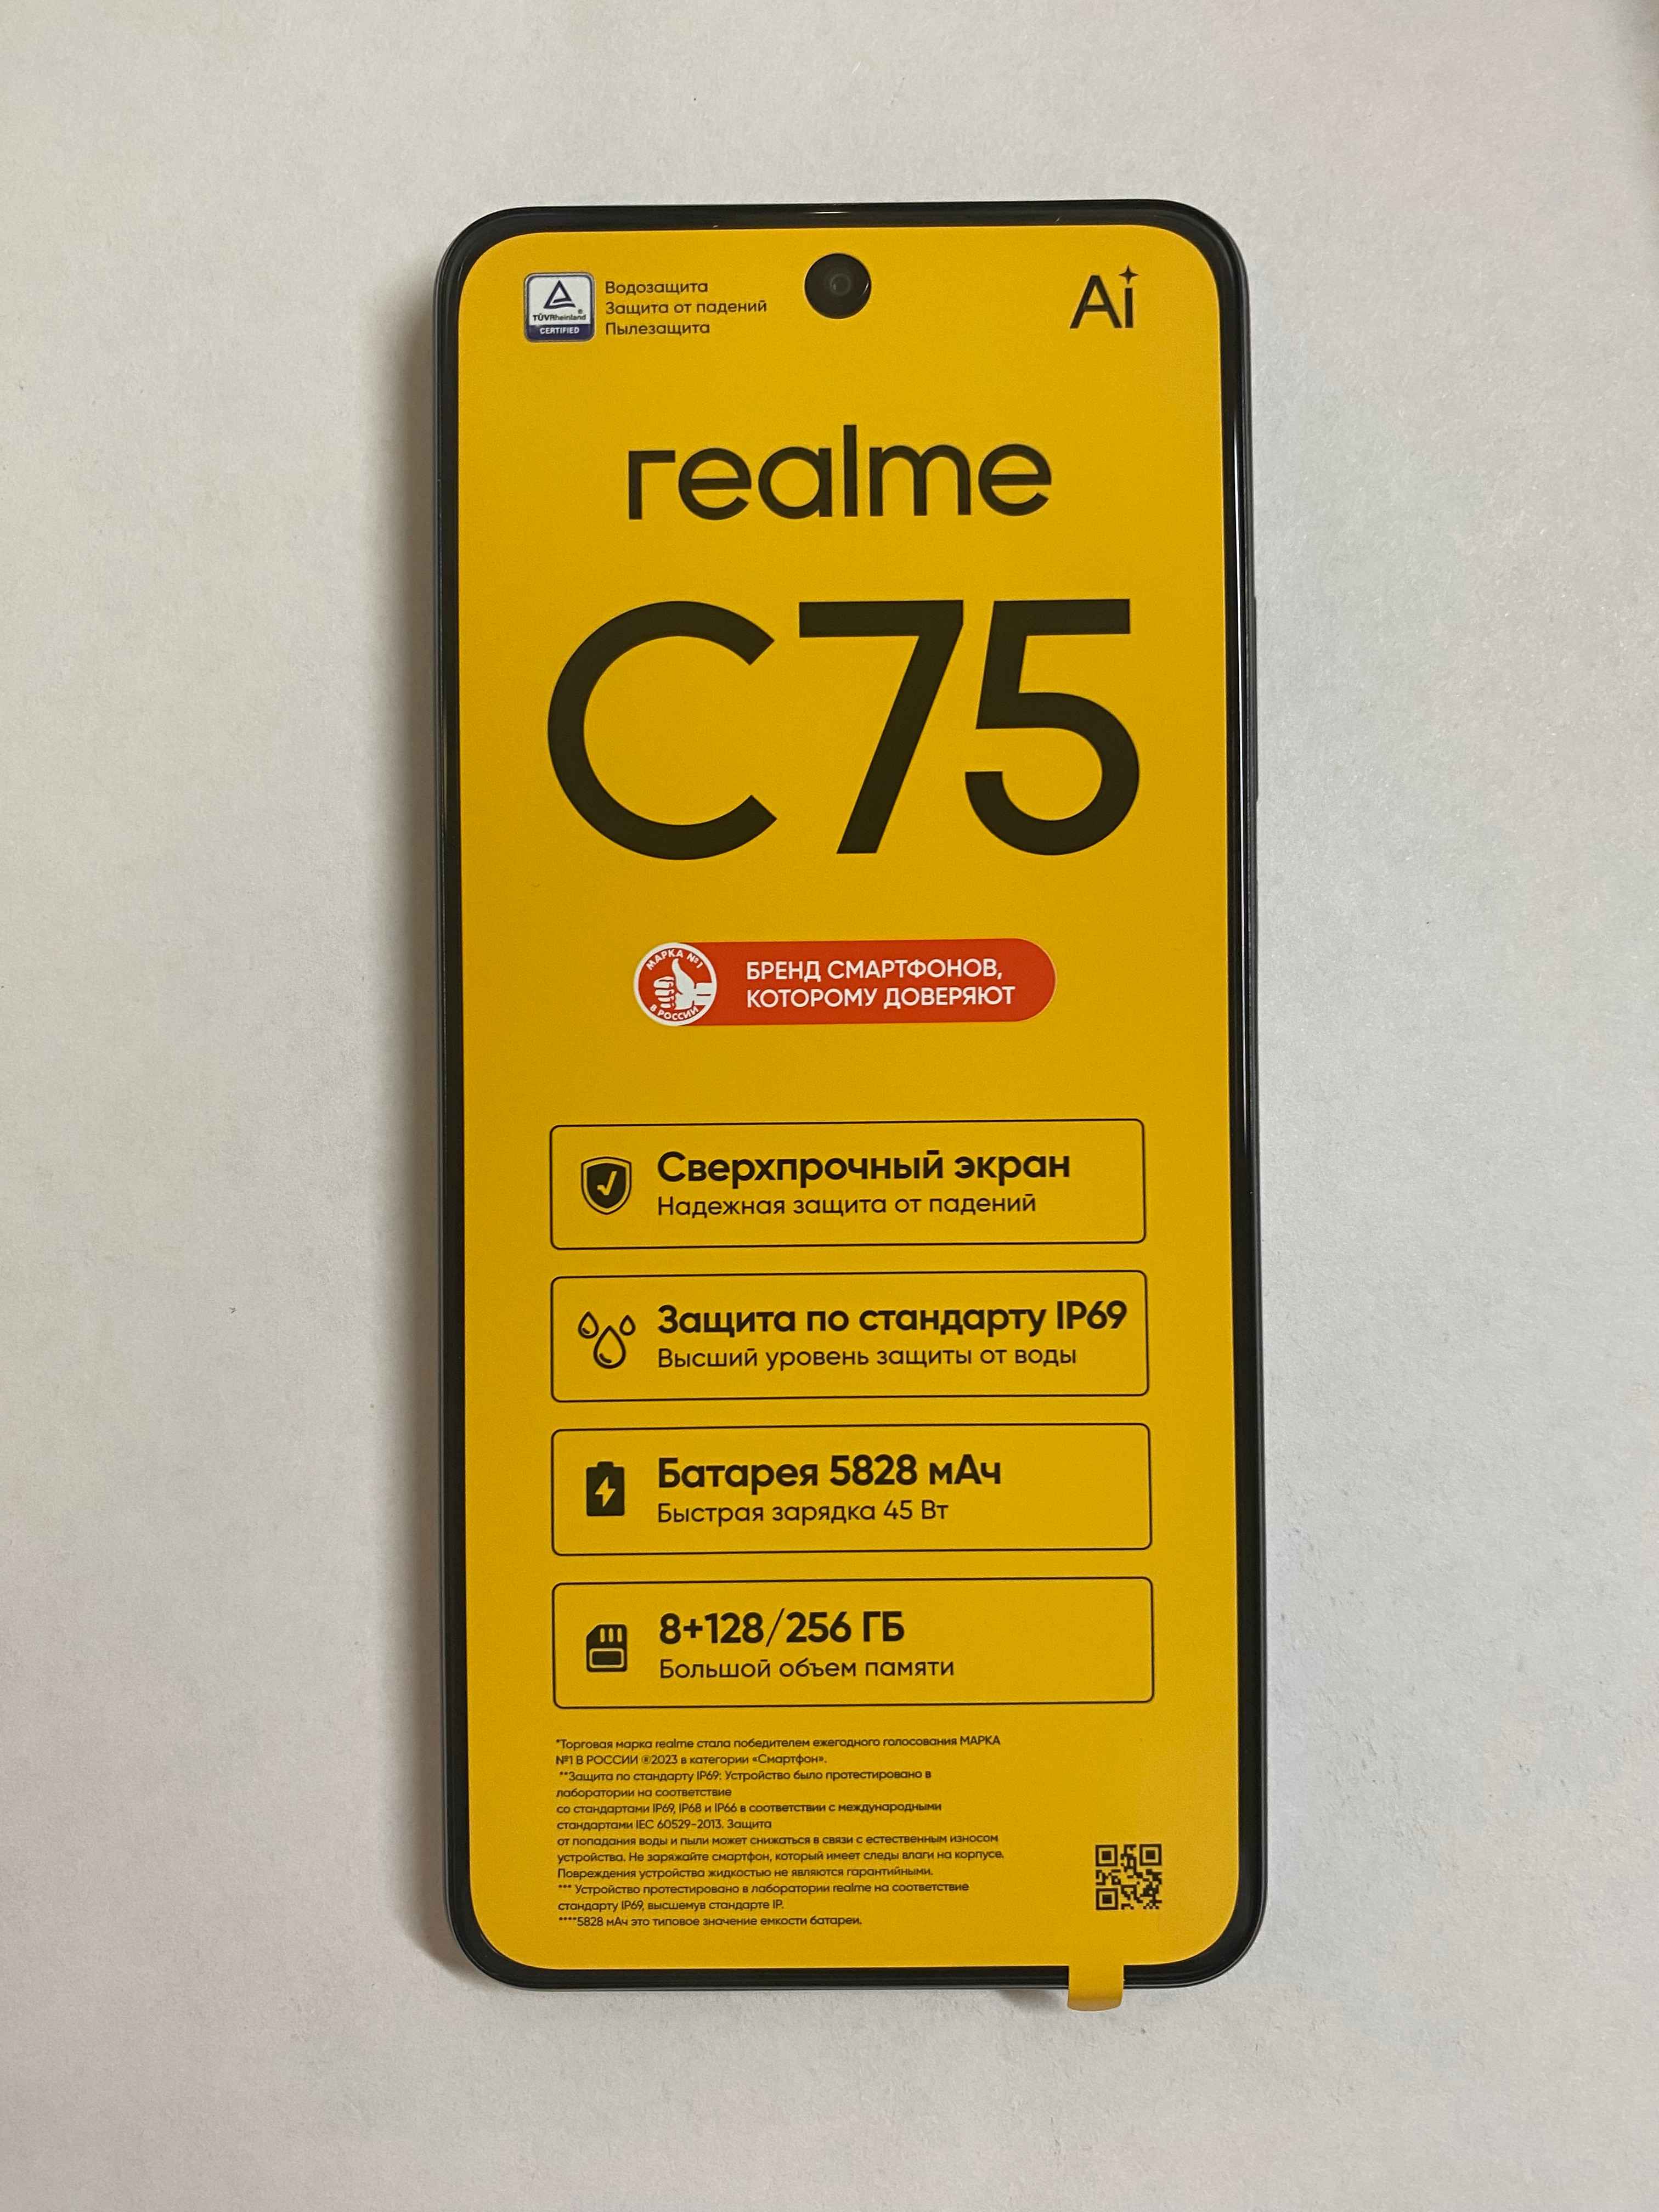 Водозащита
Защита от падений
Пылезащита
TÜVRheinland®
CERTIFIED
Ai
realme
C75
МАРКА №1
В РОССИИ
БРЕНД СМАРТФОНОВ,
КОТОРОМУ ДОВЕРЯЮТ
Сверхпрочный экран
Надежная защита от падений
Защита по стандарту IP69
Высший уровень защиты от воды
Батарея 5828 мАч
Быстрая зарядка 45 Вт
8+128/256 ГБ
Большой объем памяти
*Торговая марка realme стала победителем ежегодного голосования МАРКА
№1 В РОССИИ ®2023 в категории «Смартфон».
**Защита по стандарту IP69: Устройство было протестировано в
лаборатории на соответствие
со стандартами IP69, IP68 и IP66 в соответствии с международными
стандартами IEC 60529-2013. Защита
от попадания воды и пыли может снижаться в связи с естественным износом
устройства. Не заряжайте смартфон, который имеет следы влаги на корпусе.
Повреждения устройства жидкостью не являются гарантийными.
*** Устройство протестировано в лаборатории realme на соответствие
стандарту IP69, высшемув стандарте IP.
****5828 мАч это типовое значение емкости батареи.